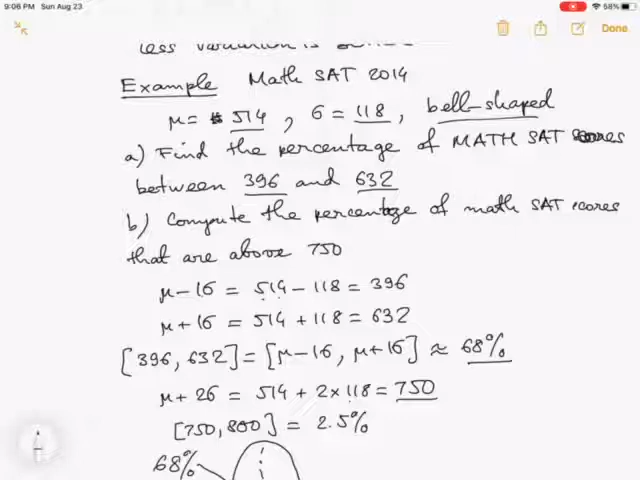 9:06 PM Sun Aug 23 58%
Done
less variation is
Example Math SAT 2014
μ = 514, σ = 118, bell-shaped
a) Find the percentage of MATH SAT scores
between 396 and 632
b) Compute the percentage of math SAT scores
that are above 750
μ-1σ = 514-118 = 396
μ+1σ = 514+118 = 632
[396, 632] = [μ-1σ, μ+1σ] ≈ 68%
μ+2σ = 514 + 2×118 = 750
[750, 800] = 2.5%
68%